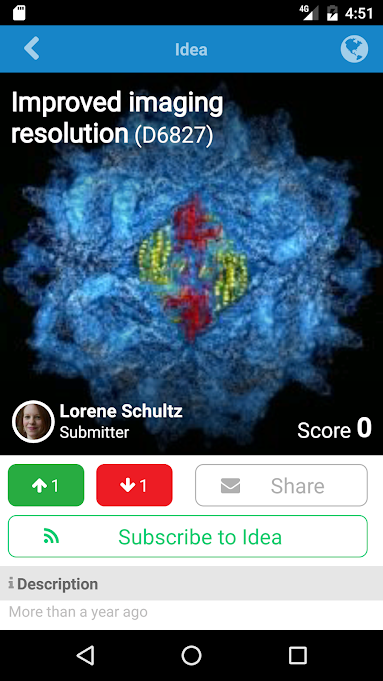 4G 4:51
Idea
Improved imaging
resolution (D6827)
Lorene Schultz
Submitter
Score 0
1 1 Share
Subscribe to Idea
Description
More than a year ago